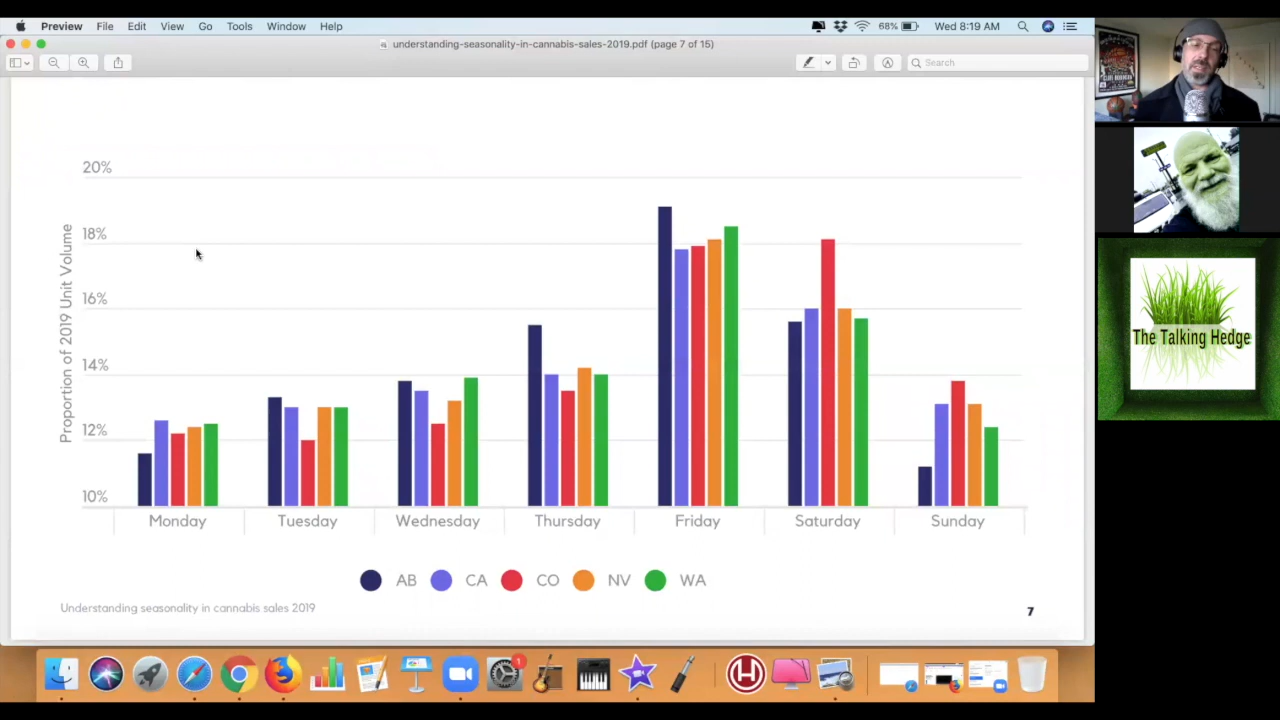 Preview File Edit View Go Tools Window Help 68% Wed 8:19 AM
understanding-seasonality-in-cannabis-sales-2019.pdf (page 7 of 15)
Search
20%
18%
16%
14%
12%
10%
Proportion of 2019 Unit Volume
Monday Tuesday Wednesday Thursday Friday Saturday Sunday
AB CA CO NV WA
Understanding seasonality in cannabis sales 2019
7
1
The Talking Hedge